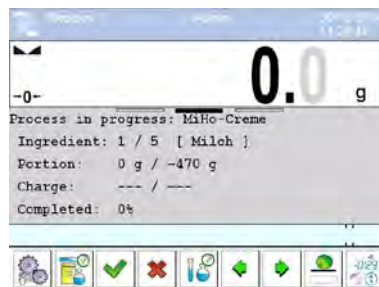 0.0 g
-0-
Process in progress: MiHo-Creme
Ingredient: 1 / 5 [ Milch ]
Portion: 0 g / -470 g
Charge: --- / ---
Completed: 0%